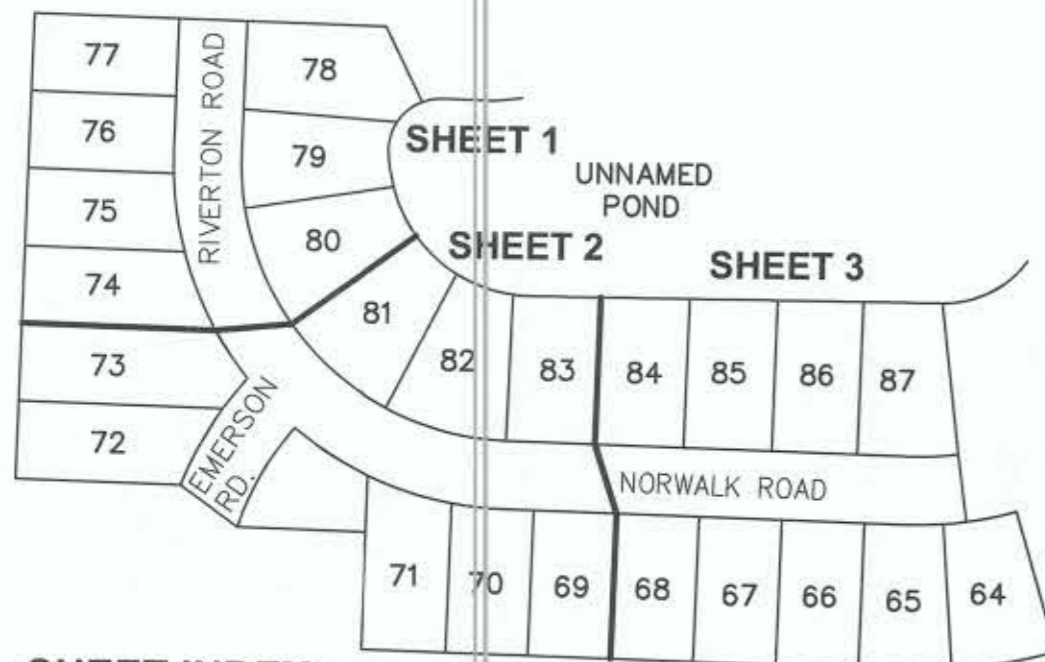 77
78
RIVERTON ROAD
76
79
SHEET 1
UNNAMED
POND
75
80
SHEET 2
SHEET 3
74
81
73
82
83
84
85
86
87
72
EMERSON
RD.
NORWALK ROAD
71
70
69
68
67
66
65
64